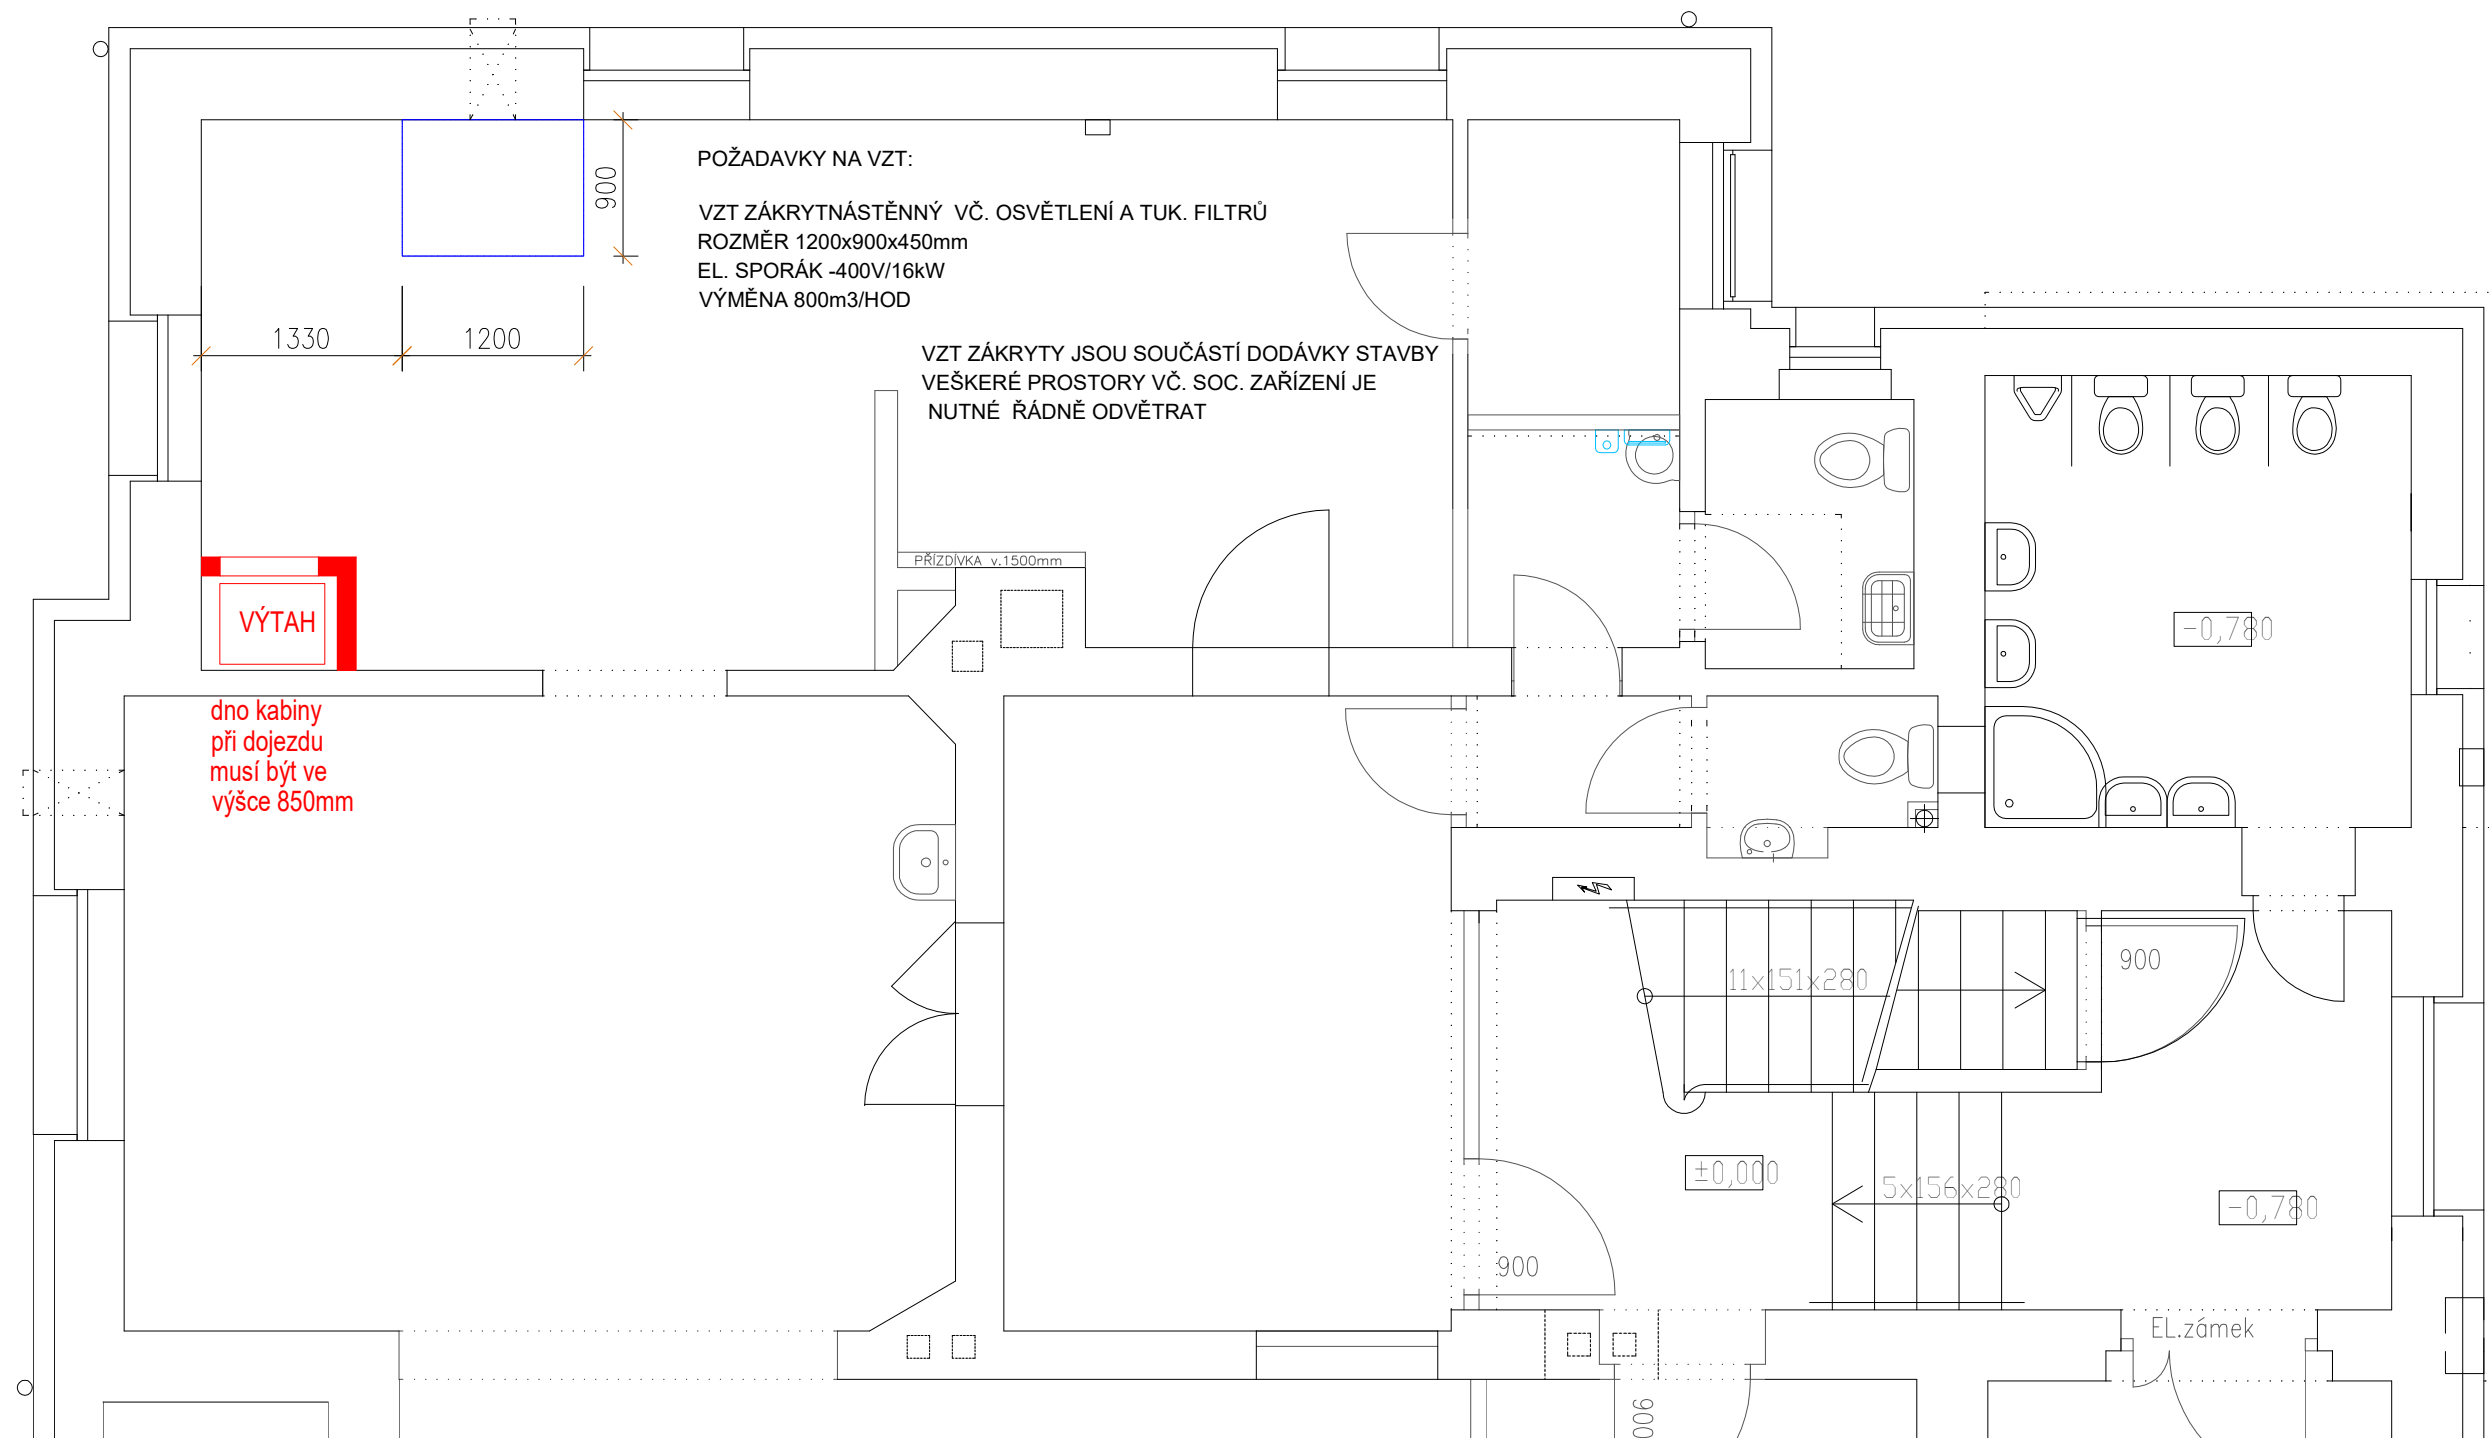 POŽADAVKY NA VZT:
900
VZT ZÁKRYTNÁSTĚNNÝ VČ. OSVĚTLENÍ A TUK. FILTRŮ
ROZMĚR 1200x900x450mm
EL. SPORÁK -400V/16kW
VÝMĚNA 800m3/HOD
1330
1200
VZT ZÁKRYTY JSOU SOUČÁSTÍ DODÁVKY STAVBY
VEŠKERÉ PROSTORY VČ. SOC. ZAŘÍZENÍ JE
NUTNÉ ŘÁDNĚ ODVĚTRAT
PŘÍZDÍVKA v.1500mm
VÝTAH
-0,780
dno kabiny
při dojezdu
musí být ve
výšce 850mm
900
11x151x280
±0,000
5x156x280
-0,780
900
EL.zámek
900